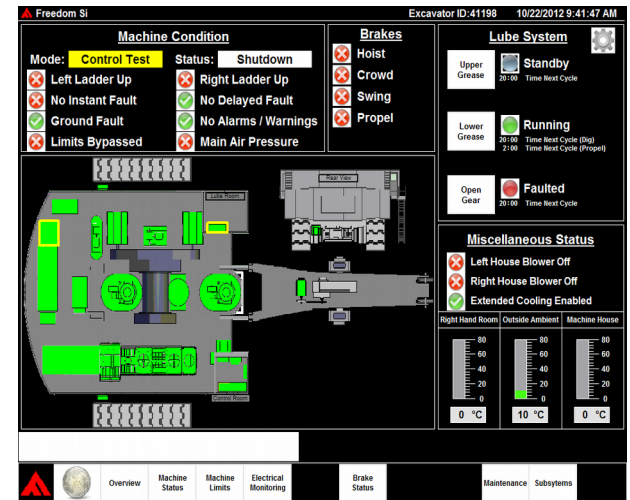 Freedom Si
Excavator ID:41198
10/22/2012 9:41:47 AM
Machine Condition
Mode: Control Test Status: Shutdown
Left Ladder Up Right Ladder Up
No Instant Fault No Delayed Fault
Ground Fault No Alarms / Warnings
Limits Bypassed Main Air Pressure
Brakes
Hoist
Crowd
Swing
Propel
Lube System
Upper Grease
Standby
20:00 Time Next Cycle
Lower Grease
Running
20:00 Time Next Cycle (Dig)
2:00 Time Next Cycle (Propel)
Open Gear
Faulted
20:00 Time Next Cycle
Lube Room
Rear View
Control Room
Miscellaneous Status
Left House Blower Off
Right House Blower Off
Extended Cooling Enabled
Right Hand Room Outside Ambient Machine House
80 80 80
60 60 60
40 40 40
20 20 20
0 0 0
0 °C 10 °C 0 °C
Overview
Machine Status
Machine Limits
Electrical Monitoring
Brake Status
Maintenance
Subsytems